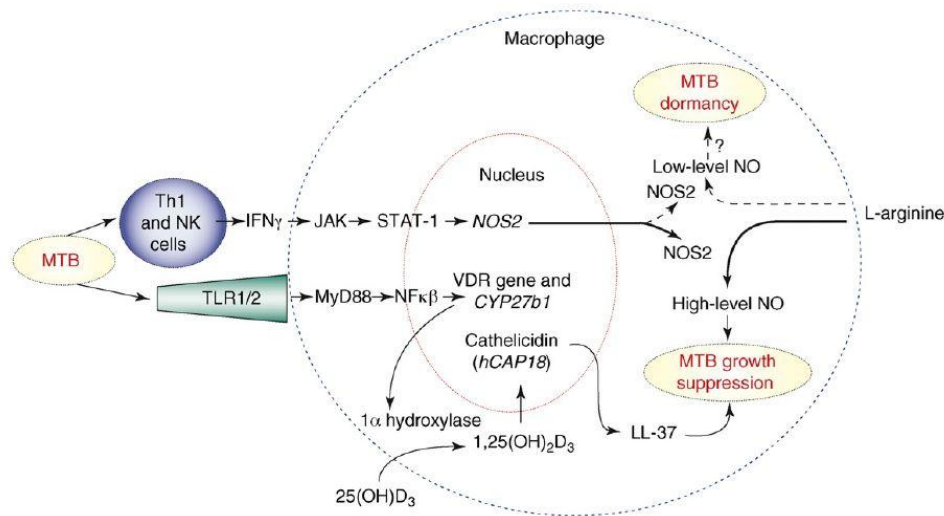 Macrophage
MTB
dormancy
?
Low-level NO
Nucleus
NOS2
Th1
and NK
cells
IFNγ
JAK
STAT-1
NOS2
L-arginine
NOS2
MTB
TLR1/2
MyD88
NFκβ
VDR gene and
CYP27b1
High-level NO
Cathelicidin
(hCAP18)
MTB growth
suppression
1α hydroxylase
1,25(OH)₂D₃
LL-37
25(OH)D₃